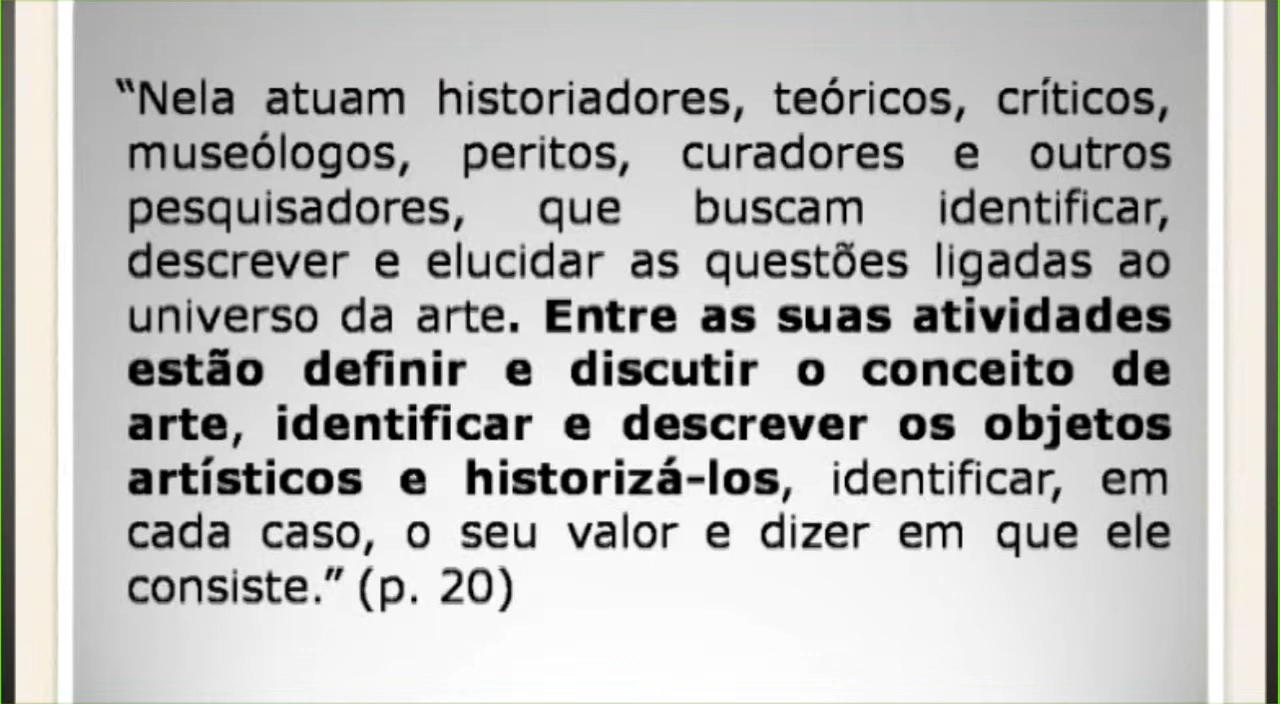 “Nela atuam historiadores, teóricos, críticos,
museólogos, peritos, curadores e outros
pesquisadores, que buscam identificar,
descrever e elucidar as questões ligadas ao
universo da arte. Entre as suas atividades
estão definir e discutir o conceito de
arte, identificar e descrever os objetos
artísticos e historizá-los, identificar, em
cada caso, o seu valor e dizer em que ele
consiste.” (p. 20)